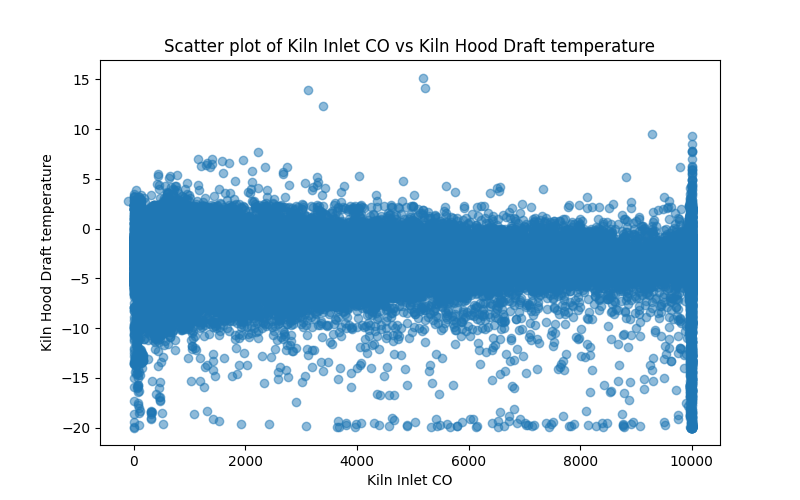 Scatter plot of Kiln Inlet CO vs Kiln Hood Draft temperature
15
10
5
0
−5
−10
−15
−20
Kiln Hood Draft temperature
0 2000 4000 6000 8000 10000
Kiln Inlet CO